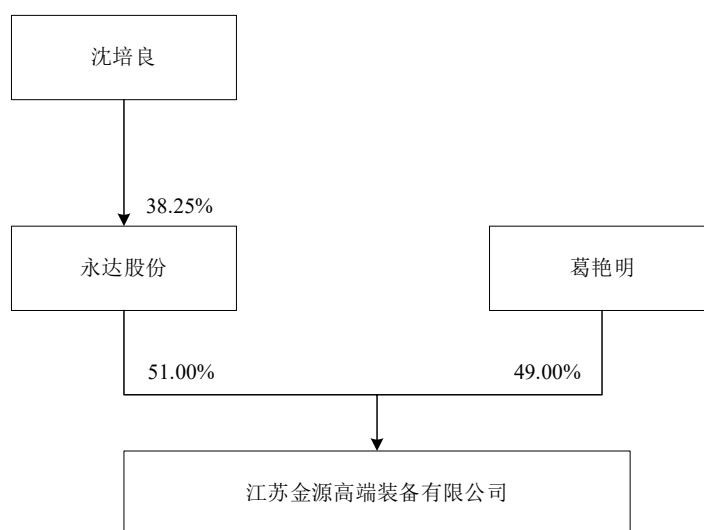 沈培良
38.25%
永达股份
葛艳明
51.00%
49.00%
江苏金源高端装备有限公司